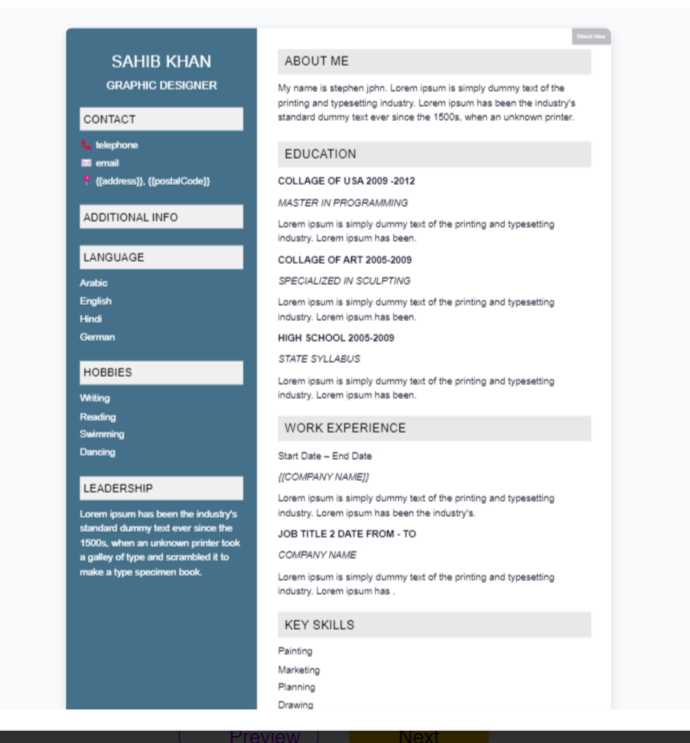 SAHIB KHAN
GRAPHIC DESIGNER
CONTACT
telephone
email
{{address}}, {{postalCode}}
ADDITIONAL INFO
LANGUAGE
Arabic
English
Hindi
German
HOBBIES
Writing
Reading
Swimming
Dancing
LEADERSHIP
Lorem ipsum has been the industry's
standard dummy text ever since the
1500s, when an unknown printer took
a galley of type and scrambled it to
make a type specimen book.
ABOUT ME
My name is stephen jphn. Lorem ipsum is simply dummy text of the
printing and typesetting industry. Lorem ipsum has been the industry's
standard dummy text ever since the 1500s, when an unknown printer.
EDUCATION
COLLAGE OF USA 2009 -2012
MASTER IN PROGRAMMING
Lorem ipsum is simply dummy text of the printing and typesetting
industry. Lorem ipsum has been.
COLLAGE OF ART 2005-2009
SPECIALIZED IN SCULPTING
Lorem ipsum is simply dummy text of the printing and typesetting
industry. Lorem ipsum has been.
HIGH SCHOOL 2005-2009
STATE SYLLABUS
Lorem ipsum is simply dummy text of the printing and typesetting
industry. Lorem ipsum has been.
WORK EXPERIENCE
Start Date – End Date
{{COMPANY NAME}}
Lorem ipsum is simply dummy text of the printing and typesetting
industry. Lorem ipsum has been the industry's.
JOB TITLE 2 DATE FROM - TO
COMPANY NAME
Lorem ipsum is simply dummy text of the printing and typesetting
industry. Lorem ipsum has .
KEY SKILLS
Painting
Marketing
Planning
Drawing
Preview Next